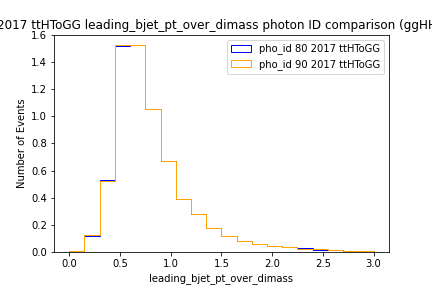 2017 ttHToGG leading_bjet_pt_over_dimass photon ID comparison (ggHH
1.6
1.4
1.2
1.0
0.8
0.6
0.4
0.2
0.0
Number of Events
pho_id 80 2017 ttHToGG
pho_id 90 2017 ttHToGG
0.0 0.5 1.0 1.5 2.0 2.5 3.0
leading_bjet_pt_over_dimass